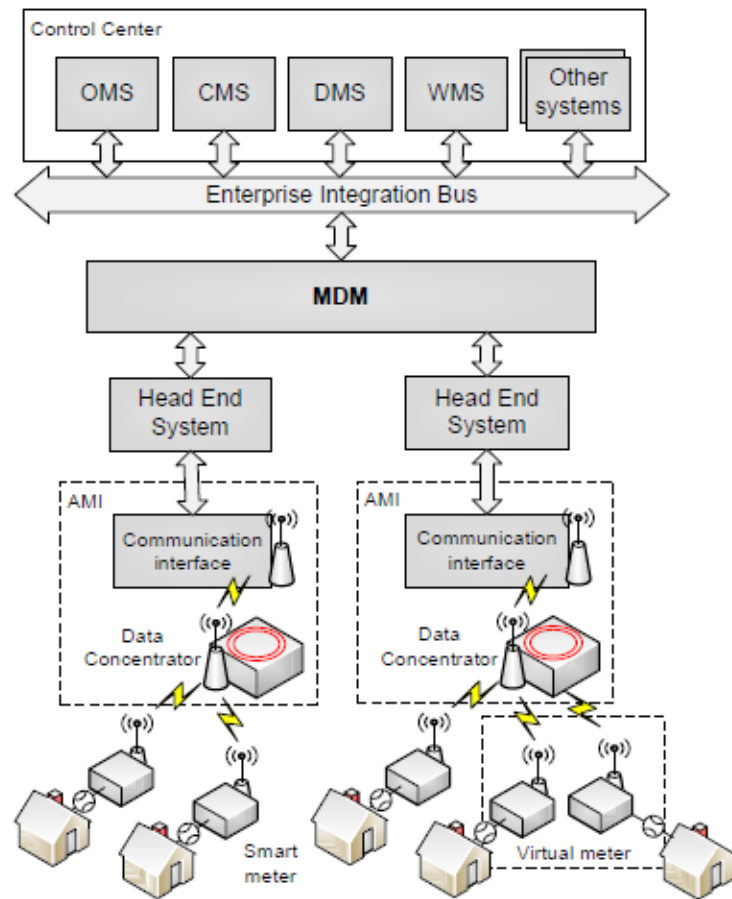 Control Center
OMS
CMS
DMS
WMS
Other
systems
Enterprise Integration Bus
MDM
Head End
System
Head End
System
AMI
AMI
Communication
interface
Communication
interface
Data
Concentrator
Data
Concentrator
Smart
meter
Virtual meter